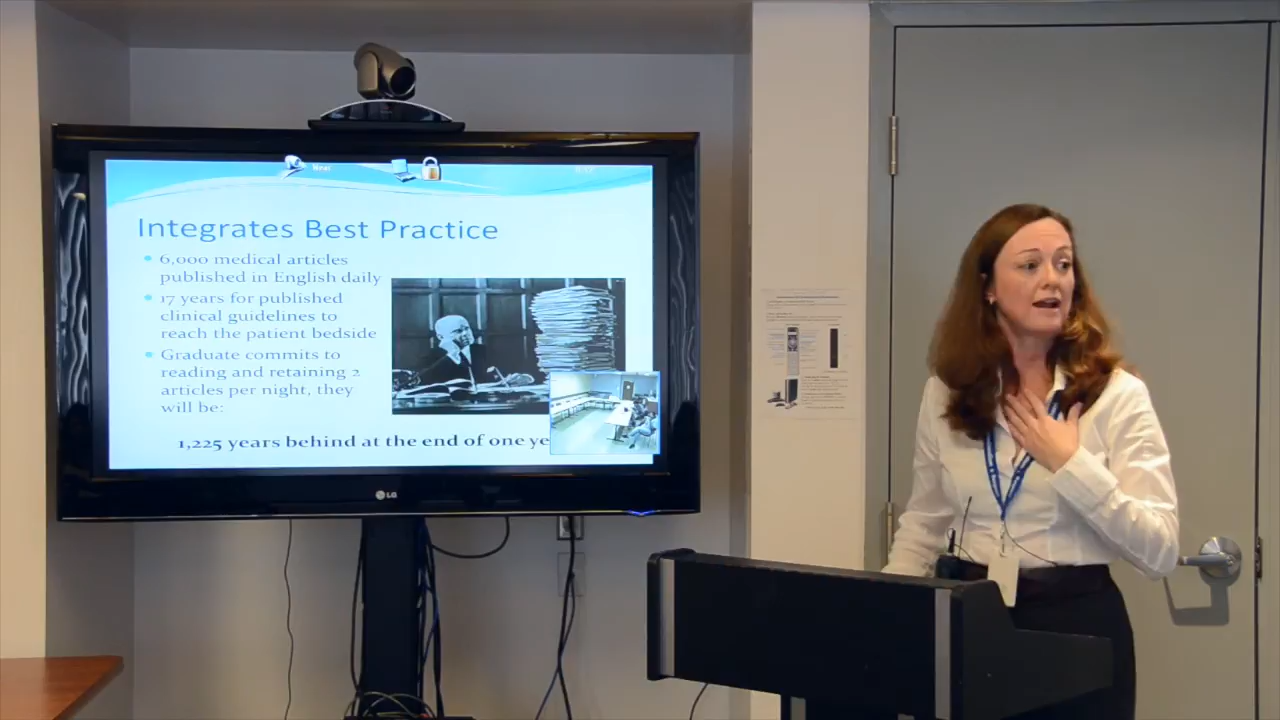 Near
Integrates Best Practice
6,000 medical articles
published in English daily
17 years for published
clinical guidelines to
reach the patient bedside
Graduate commits to
reading and retaining 2
articles per night, they
will be:
1,225 years behind at the end of one ye
LG